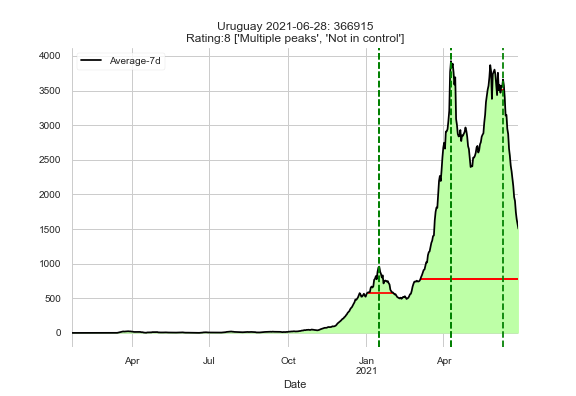 Uruguay 2021-06-28: 366915
Rating:8 ['Multiple peaks', 'Not in control']
Average-7d
4000
3500
3000
2500
2000
1500
1000
500
0
Apr Jul Oct Jan Apr
2021
Date